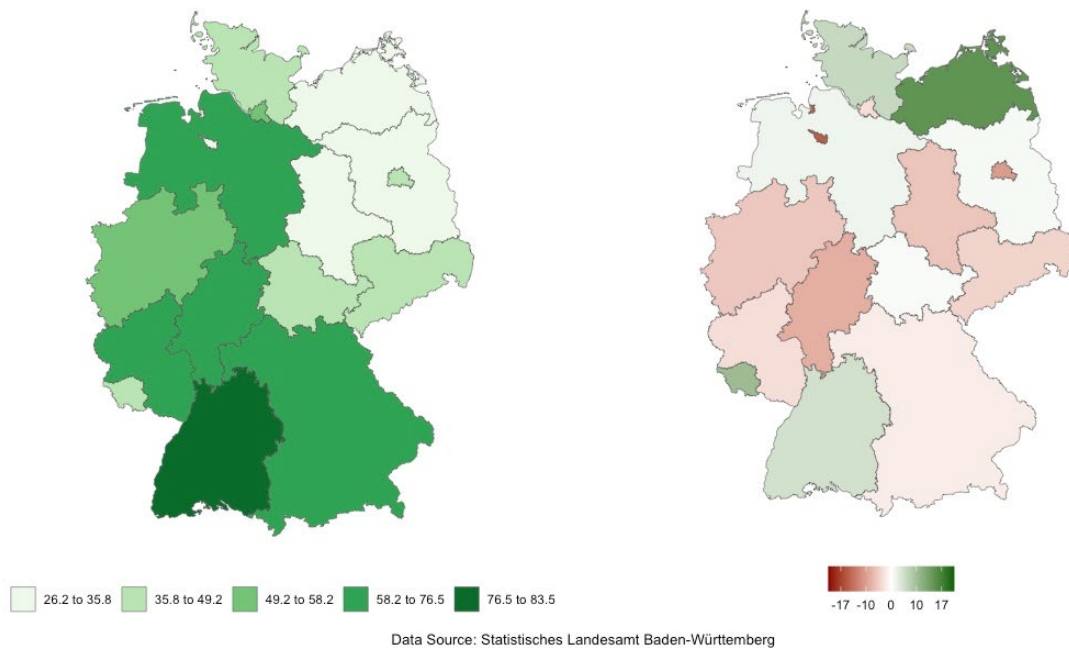 26.2 to 35.8 35.8 to 49.2 49.2 to 58.2 58.2 to 76.5 76.5 to 83.5
-17 -10 0 10 17
Data Source: Statistisches Landesamt Baden-Württemberg